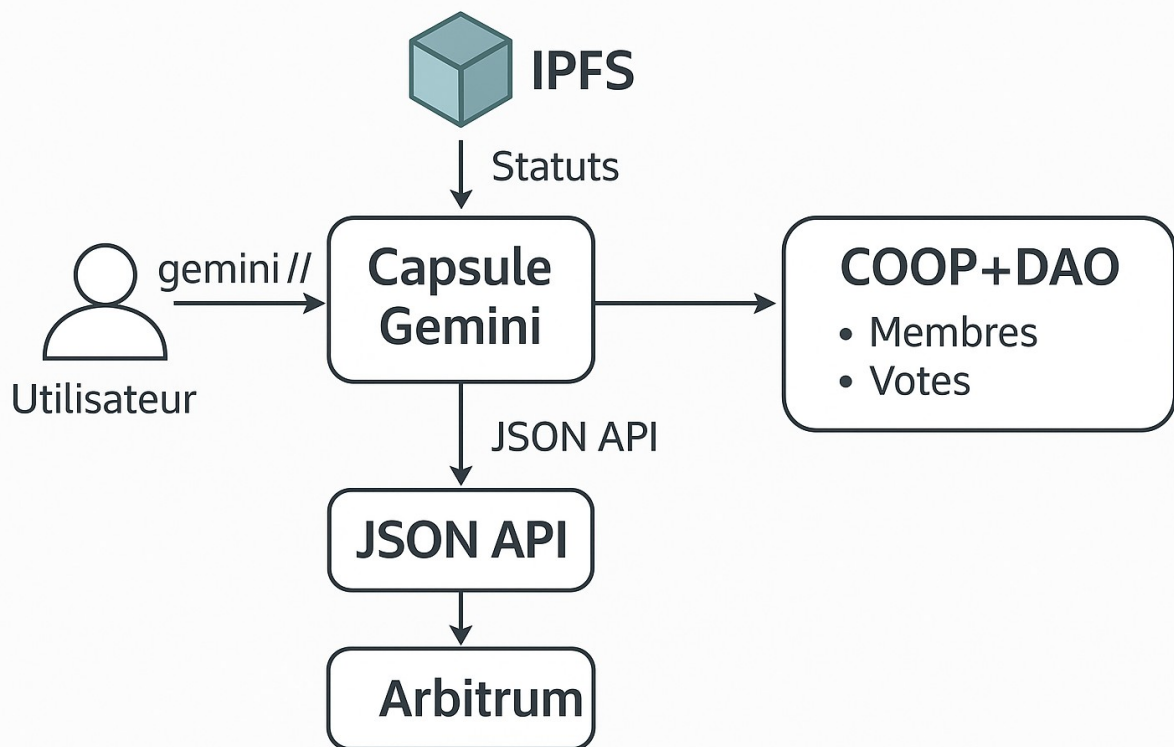 IPFS
Statuts
gemini //
Capsule
Gemini
COOP+DAO
• Membres
• Votes
Utilisateur
JSON API
JSON API
Arbitrum